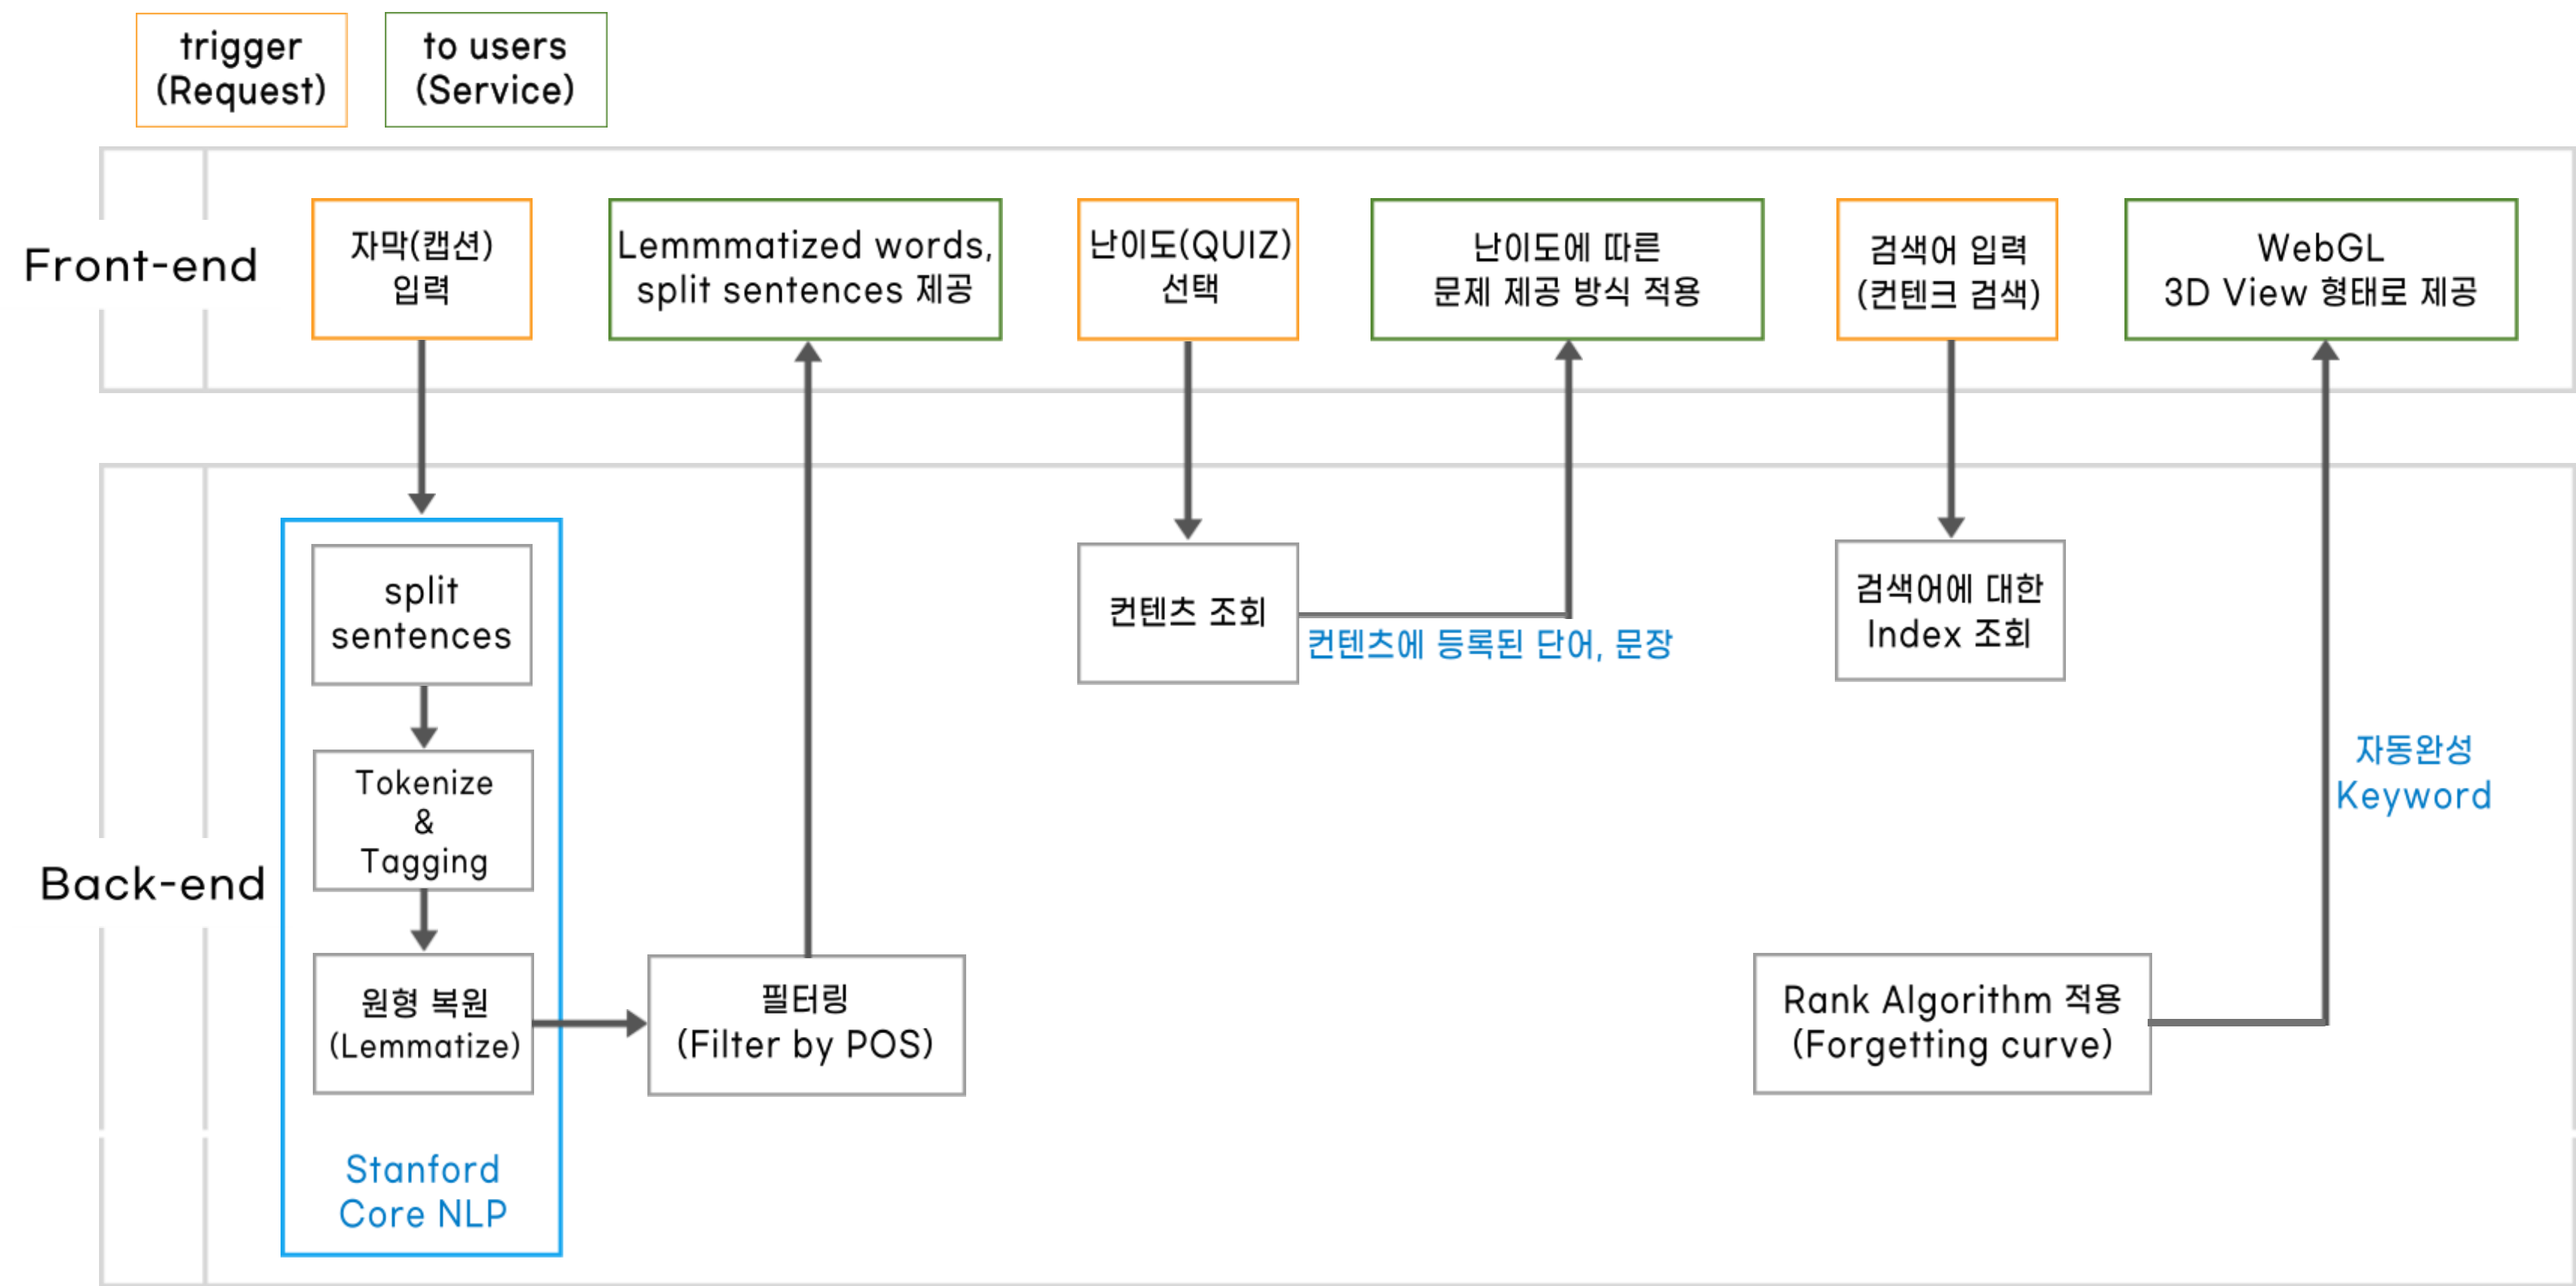 trigger
(Request)
to users
(Service)
Front-end
자막(캡션)
입력
Lemmmatized words,
split sentences 제공
난이도(QUIZ)
선택
난이도에 따른
문제 제공 방식 적용
검색어 입력
(컨텐크 검색)
WebGL
3D View 형태로 제공
Back-end
split
sentences
Tokenize
&
Tagging
원형 복원
(Lemmatize)
Stanford
Core NLP
필터링
(Filter by POS)
컨텐츠 조회
컨텐츠에 등록된 단어, 문장
검색어에 대한
Index 조회
Rank Algorithm 적용
(Forgetting curve)
자동완성
Keyword